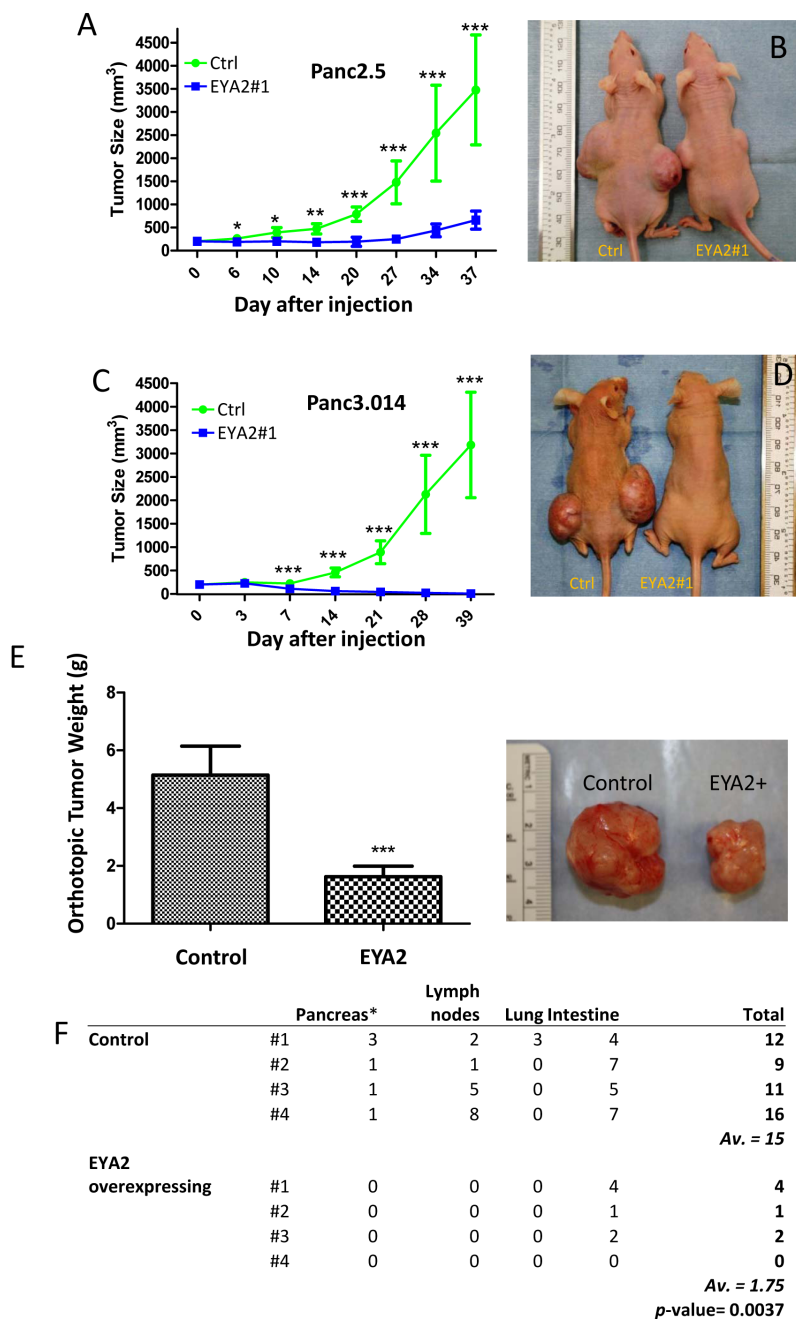 A
Tumor Size (mm3)
4500
4000
3500
3000
2500
2000
1500
1000
500
0
Ctrl
EYA2#1
Panc2.5
*
*
**
***
***
***
***
0 6 10 14 20 27 34 37
Day after injection
B
Ctrl EYA2#1
C
Tumor Size (mm3)
4500
4000
3500
3000
2500
2000
1500
1000
500
0
Ctrl
EYA2#1
Panc3.014
***
***
***
***
***
0 3 7 14 21 28 39
Day after injection
D
Ctrl EYA2#1
E
Orthotopic Tumor Weight (g)
8
6
4
2
0
***
Control EYA2
Control EYA2+
METRIC 1
2
3
4
F
Lymph
Pancreas* nodes Lung Intestine Total
Control #1 3 2 3 4 12
#2 1 1 0 7 9
#3 1 5 0 5 11
#4 1 8 0 7 16
Av. = 15
EYA2
overexpressing #1 0 0 0 4 4
#2 0 0 0 1 1
#3 0 0 0 2 2
#4 0 0 0 0 0
Av. = 1.75
p-value= 0.0037